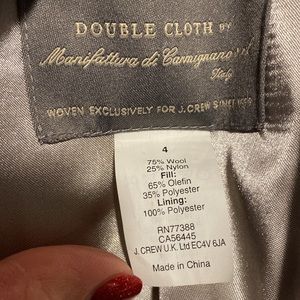 DOUBLE CLOTH BY
Manifattura di Carmignano
Italy
WOVEN EXCLUSIVELY FOR J.CREW SINCE
4
75% Wool
25% Nylon
Fill:
65% Olefin
35% Polyester
Lining:
100% Polyester
RN77388
CA56445
J. CREW U.K. Ltd EC4V 6JA
Made in China